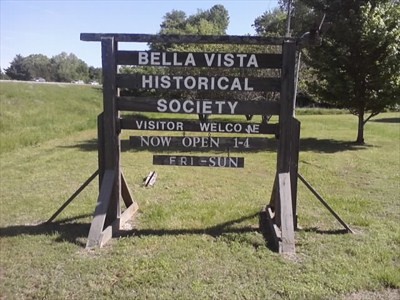 BELLA VISTA
HISTORICAL
SOCIETY
VISITOR WELCOME
NOW OPEN 1-4
FRI-SUN